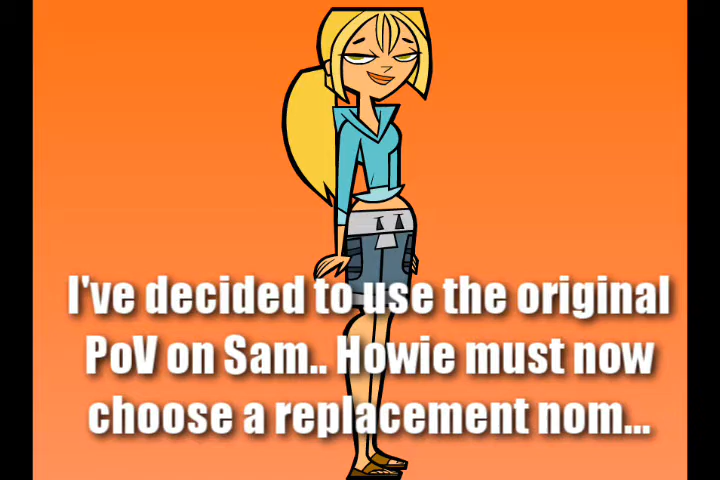 I've decided to use the original
PoV on Sam.. Howie must now
choose a replacement nom...